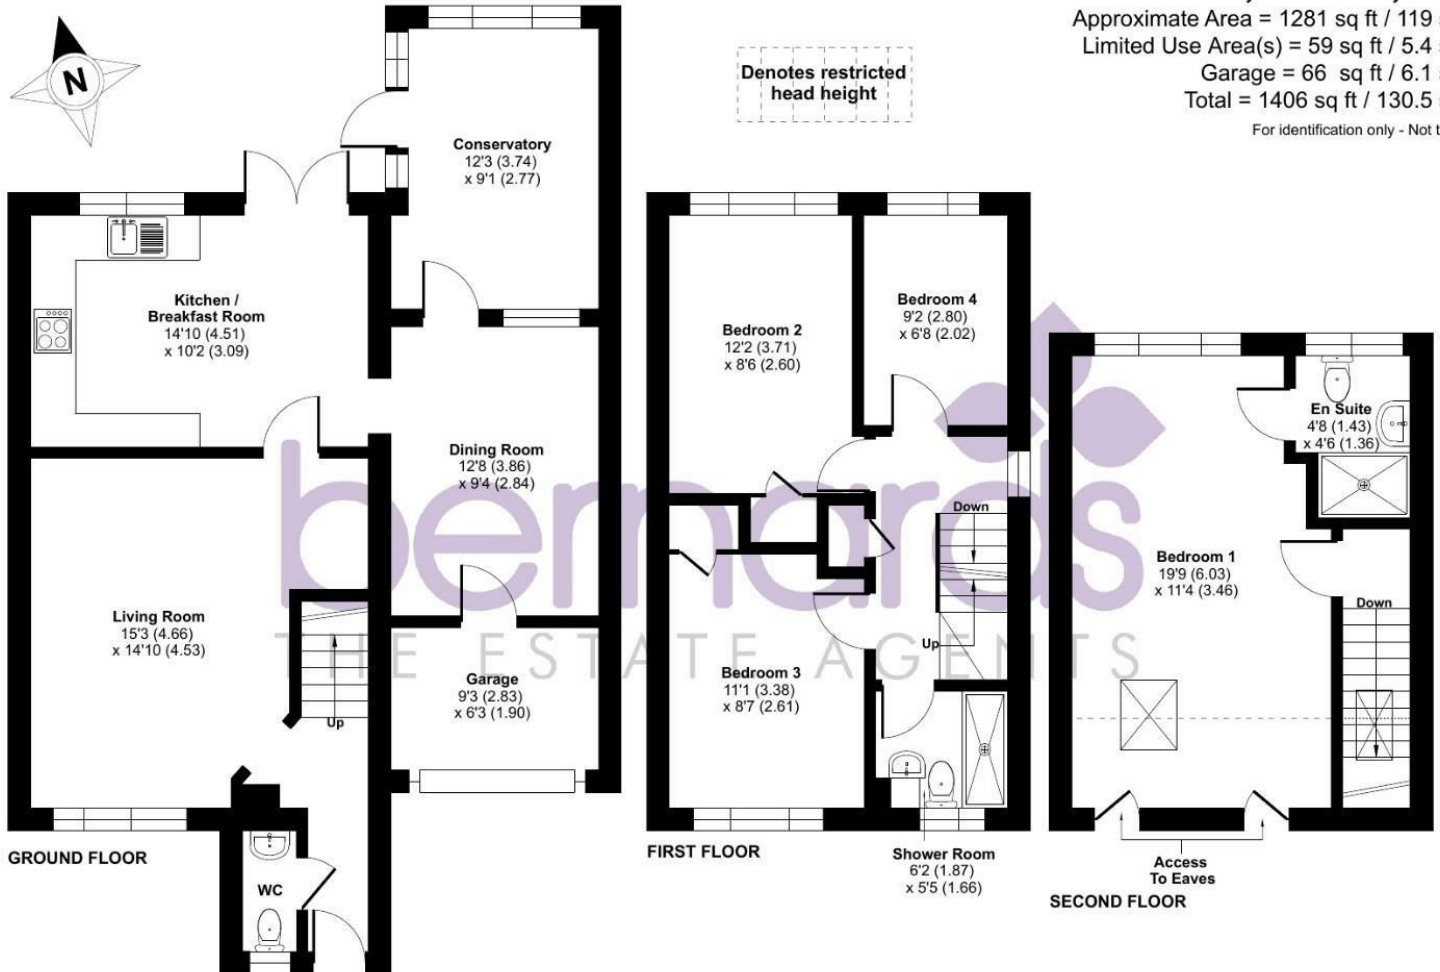 Approximate Area = 1281 sq ft / 119
Limited Use Area(s) = 59 sq ft / 5.4
Garage = 66 sq ft / 6.1
Total = 1406 sq ft / 130.5
For identification only - Not t
N
Denotes restricted
head height
Conservatory
12'3 (3.74)
x 9'1 (2.77)
Kitchen /
Breakfast Room
14'10 (4.51)
x 10'2 (3.09)
Dining Room
12'8 (3.86)
x 9'4 (2.84)
Living Room
15'3 (4.66)
x 14'10 (4.53)
Garage
9'3 (2.83)
x 6'3 (1.90)
Up
WC
GROUND FLOOR
Bedroom 2
12'2 (3.71)
x 8'6 (2.60)
Bedroom 4
9'2 (2.80)
x 6'8 (2.02)
Down
Up
Bedroom 3
11'1 (3.38)
x 8'7 (2.61)
Shower Room
6'2 (1.87)
x 5'5 (1.66)
FIRST FLOOR
En Suite
4'8 (1.43)
x 4'6 (1.36)
Bedroom 1
19'9 (6.03)
x 11'4 (3.46)
Down
Access
To Eaves
SECOND FLOOR
bernards
THE ESTATE AGENTS